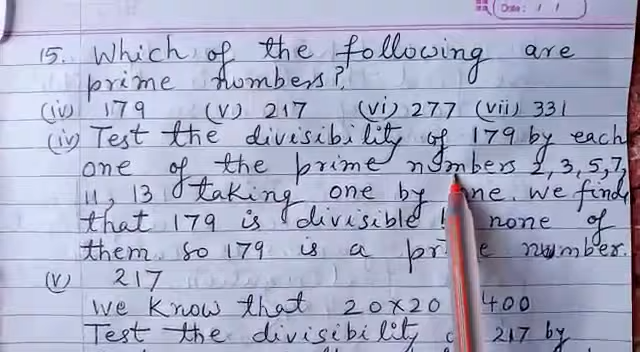 Date: / /
15. Which of the following are
prime numbers?
(iv) 179 (v) 217 (vi) 277 (vii) 331
(iv) Test the divisibility of 179 by each
one of the prime numbers 2, 3, 5, 7,
11, 13 taking one by one. We find
that 179 is divisible none of
them so 179 is a number.
(v) 217
We know that 20×20 400
Test the divisibility 217 by